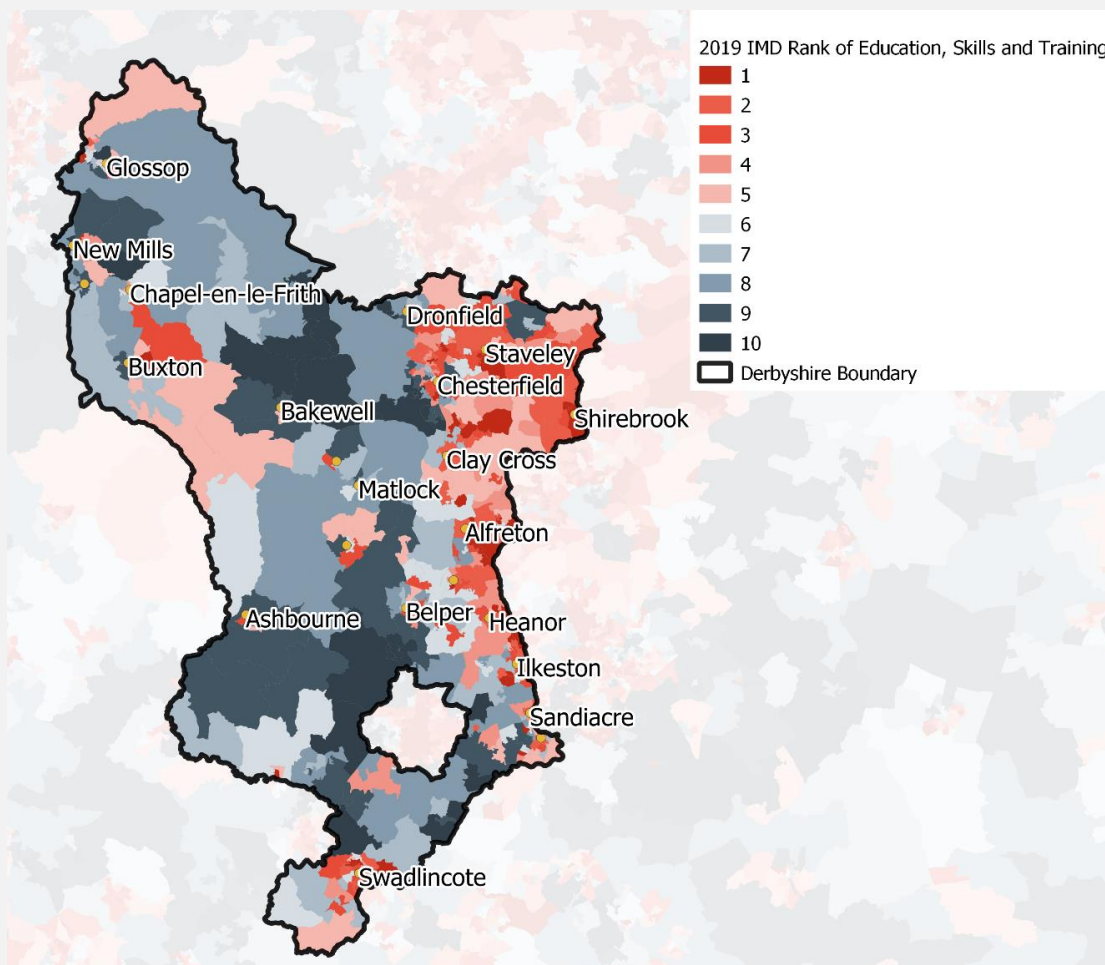 2019 IMD Rank of Education, Skills and Training
1
2
3
4
5
6
7
8
9
10
Derbyshire Boundary
Glossop
New Mills
Chapel-en-le-Frith
Dronfield
Staveley
Buxton
Chesterfield
Bakewell
Shirebrook
Clay Cross
Matlock
Alfreton
Ashbourne
Belper
Heanor
Ilkeston
Sandiacre
Swadlincote